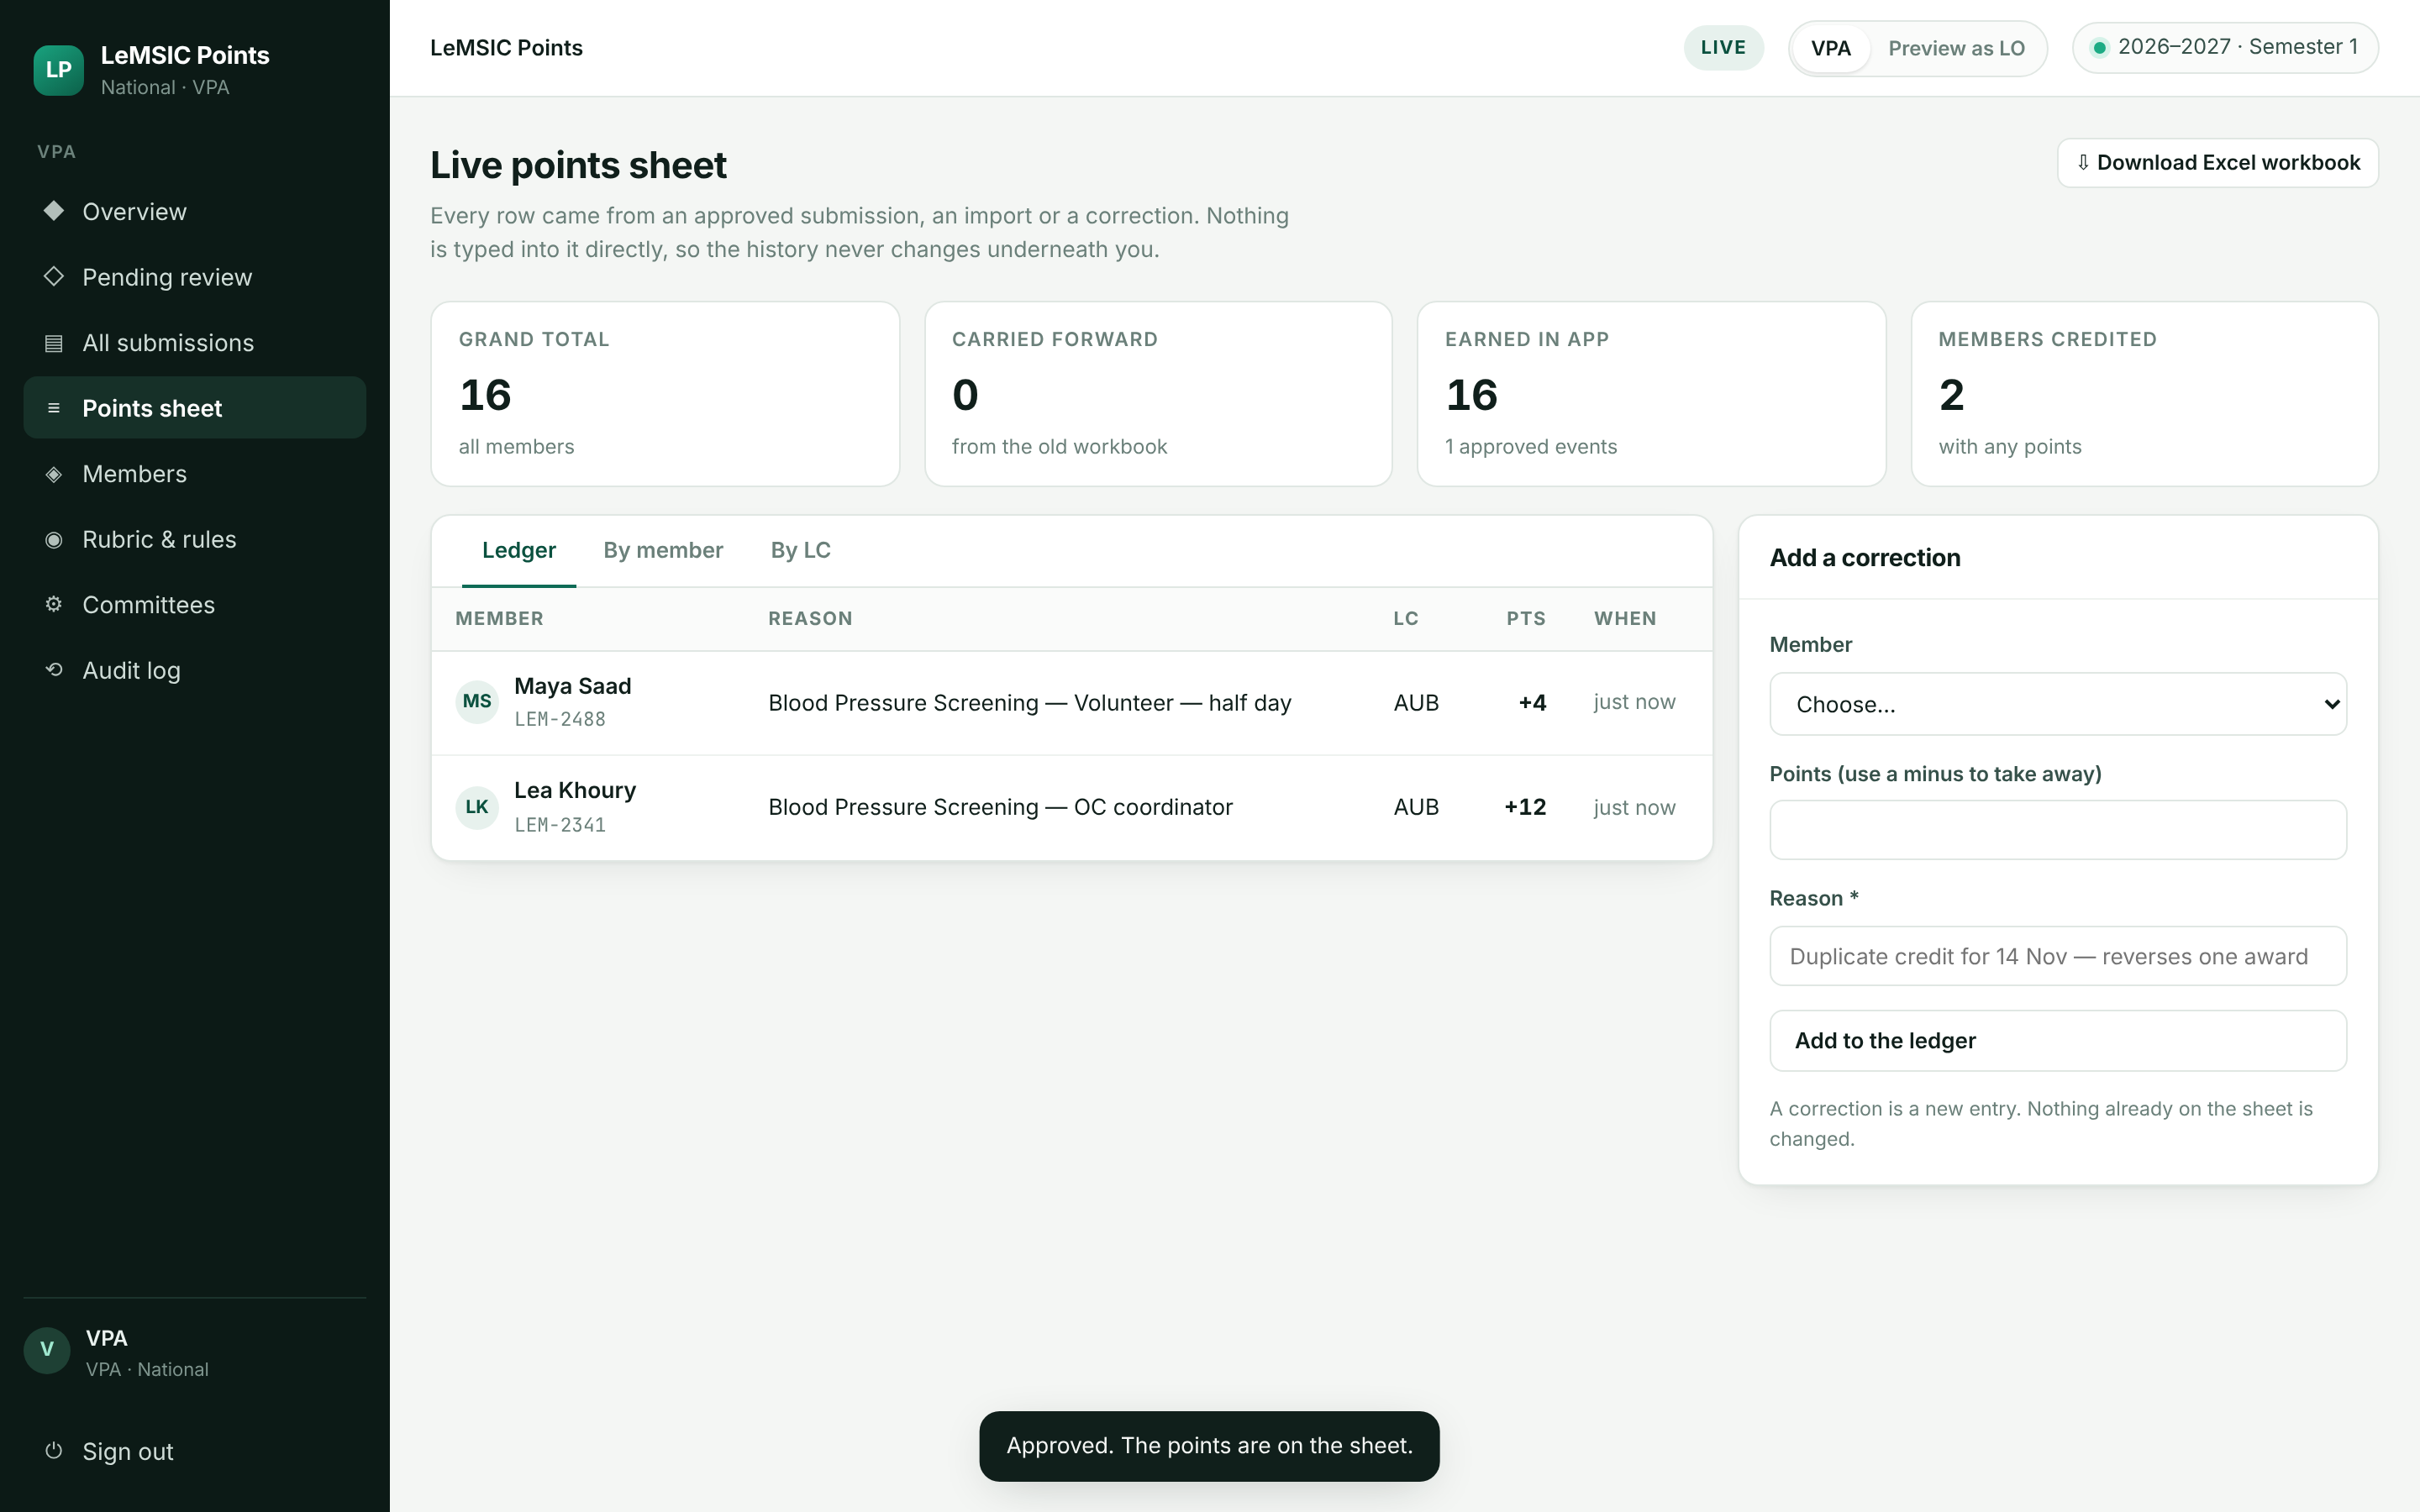 LP
LeMSIC Points
National · VPA
VPA
Overview
Pending review
All submissions
Points sheet
Members
Rubric & rules
Committees
Audit log
V
VPA
VPA · National
Sign out
LeMSIC Points
LIVE
VPA
Preview as LO
2026–2027 · Semester 1
Live points sheet
Download Excel workbook
Every row came from an approved submission, an import or a correction. Nothing
is typed into it directly, so the history never changes underneath you.
GRAND TOTAL
16
all members
CARRIED FORWARD
0
from the old workbook
EARNED IN APP
16
1 approved events
MEMBERS CREDITED
2
with any points
Ledger By member By LC
MEMBER REASON LC PTS WHEN
MS Maya Saad
LEM-2488
Blood Pressure Screening — Volunteer — half day AUB +4 just now
LK Lea Khoury
LEM-2341
Blood Pressure Screening — OC coordinator AUB +12 just now
Add a correction
Member
Choose...
Points (use a minus to take away)
Reason *
Duplicate credit for 14 Nov — reverses one award
Add to the ledger
A correction is a new entry. Nothing already on the sheet is
changed.
Approved. The points are on the sheet.